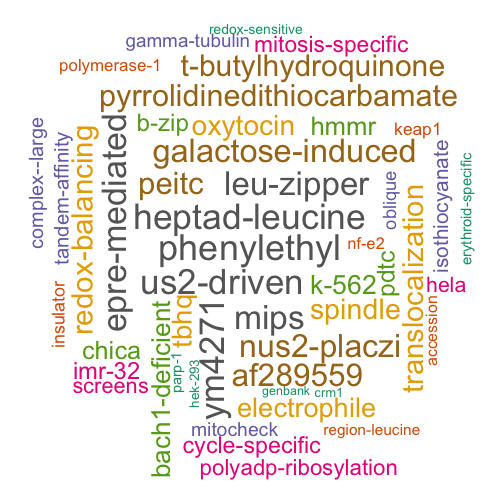 redox-sensitive
gamma-tubulin mitosis-specific
polymerase-1 t-butylhydroquinone
pyrrolidinedithiocarbamate
b-zip oxytocin hmmr keap1
complex--large
tandem-affinity
redox-balancing
epre-mediated
galactose-induced
peitc leu-zipper
oblique
isothiocyanate
erythroid-specific
heptad-leucine
phenylethyl nf-e2
translocalization
us2-driven k-562 pdtc hela
insulator
tbhq
ym4271
mips spindle
accession
chica nus2-placzi
imr-32 af289559
screens
bach1-deficient
parp-1
hek-293
genbank crm1
electrophile
mitocheck region-leucine
cycle-specific
polyadp-ribosylation